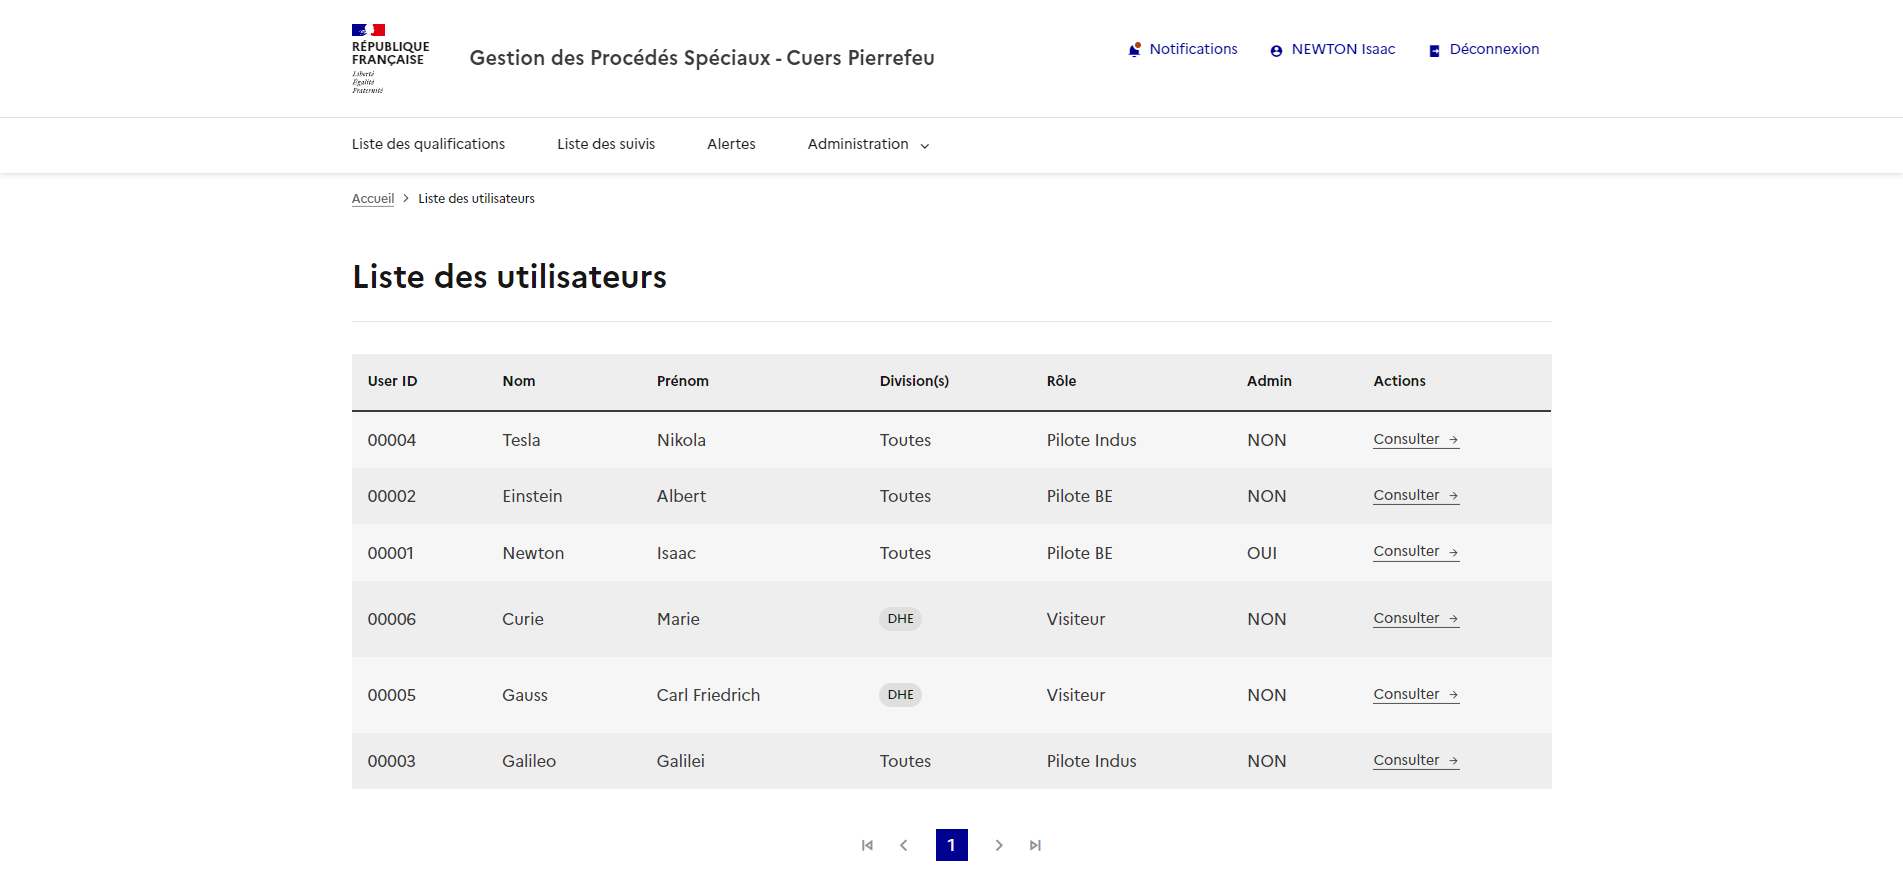 RÉPUBLIQUE
FRANÇAISE
Liberté
Égalité
Fraternité
Gestion des Procédés Spéciaux - Cuers Pierrefeu
Notifications
NEWTON Isaac
Déconnexion
Liste des qualifications Liste des suivis Alertes Administration
Accueil > Liste des utilisateurs
Liste des utilisateurs
User ID Nom Prénom Division(s) Rôle Admin Actions
00004 Tesla Nikola Toutes Pilote Indus NON Consulter →
00002 Einstein Albert Toutes Pilote BE NON Consulter →
00001 Newton Isaac Toutes Pilote BE OUI Consulter →
00006 Curie Marie DHE Visiteur NON Consulter →
00005 Gauss Carl Friedrich DHE Visiteur NON Consulter →
00003 Galileo Galilei Toutes Pilote Indus NON Consulter →
1